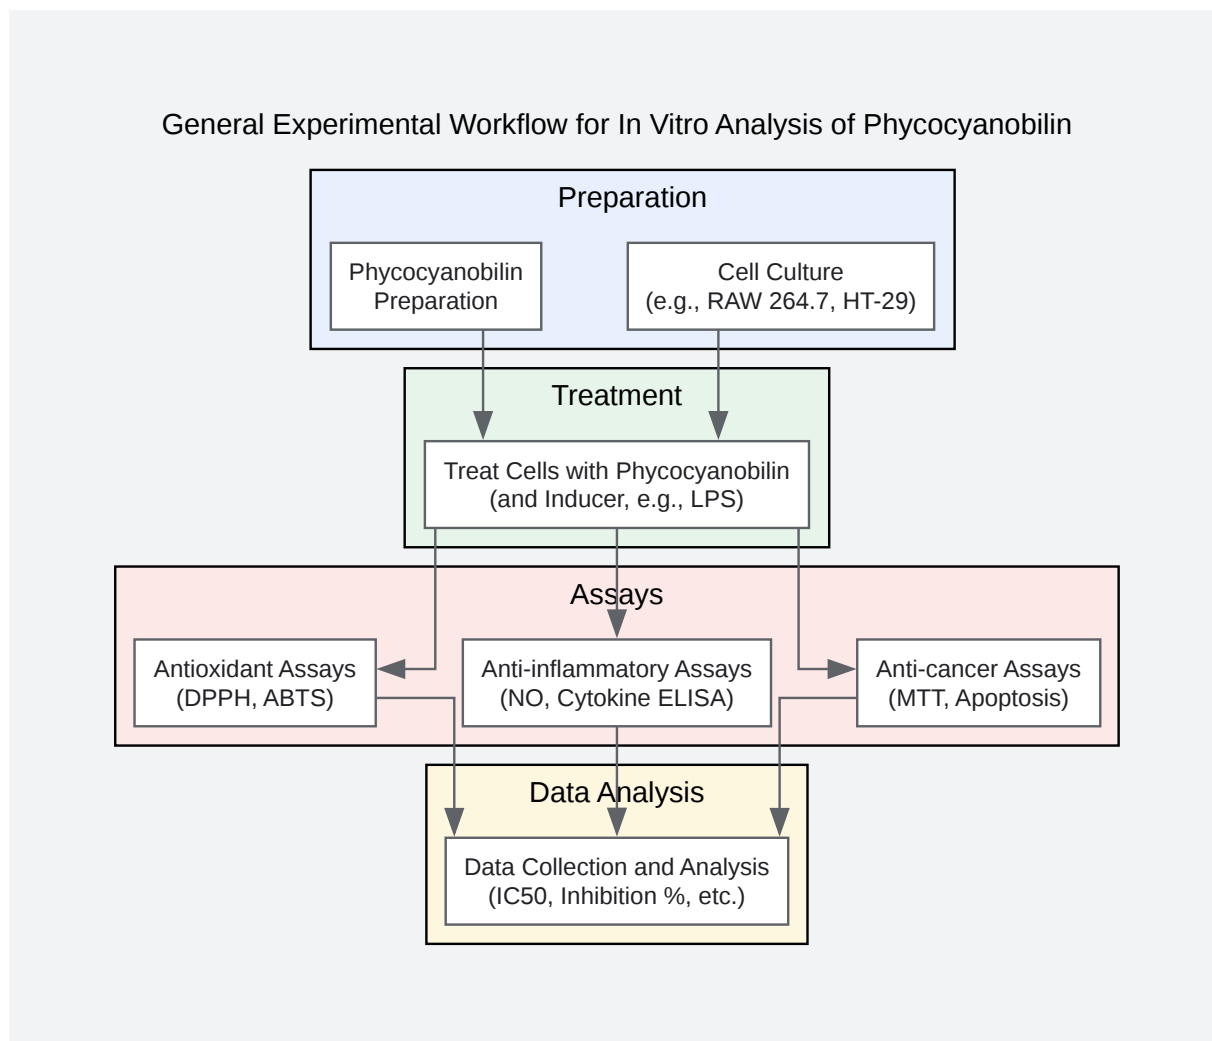 General Experimental Workflow for In Vitro Analysis of Phycocyanobilin
Preparation
Phycocyanobilin
Preparation
Cell Culture
(e.g., RAW 264.7, HT-29)
Treatment
Treat Cells with Phycocyanobilin
(and Inducer, e.g., LPS)
Assays
Antioxidant Assays
(DPPH, ABTS)
Anti-inflammatory Assays
(NO, Cytokine ELISA)
Anti-cancer Assays
(MTT, Apoptosis)
Data Analysis
Data Collection and Analysis
(IC50, Inhibition %, etc.)